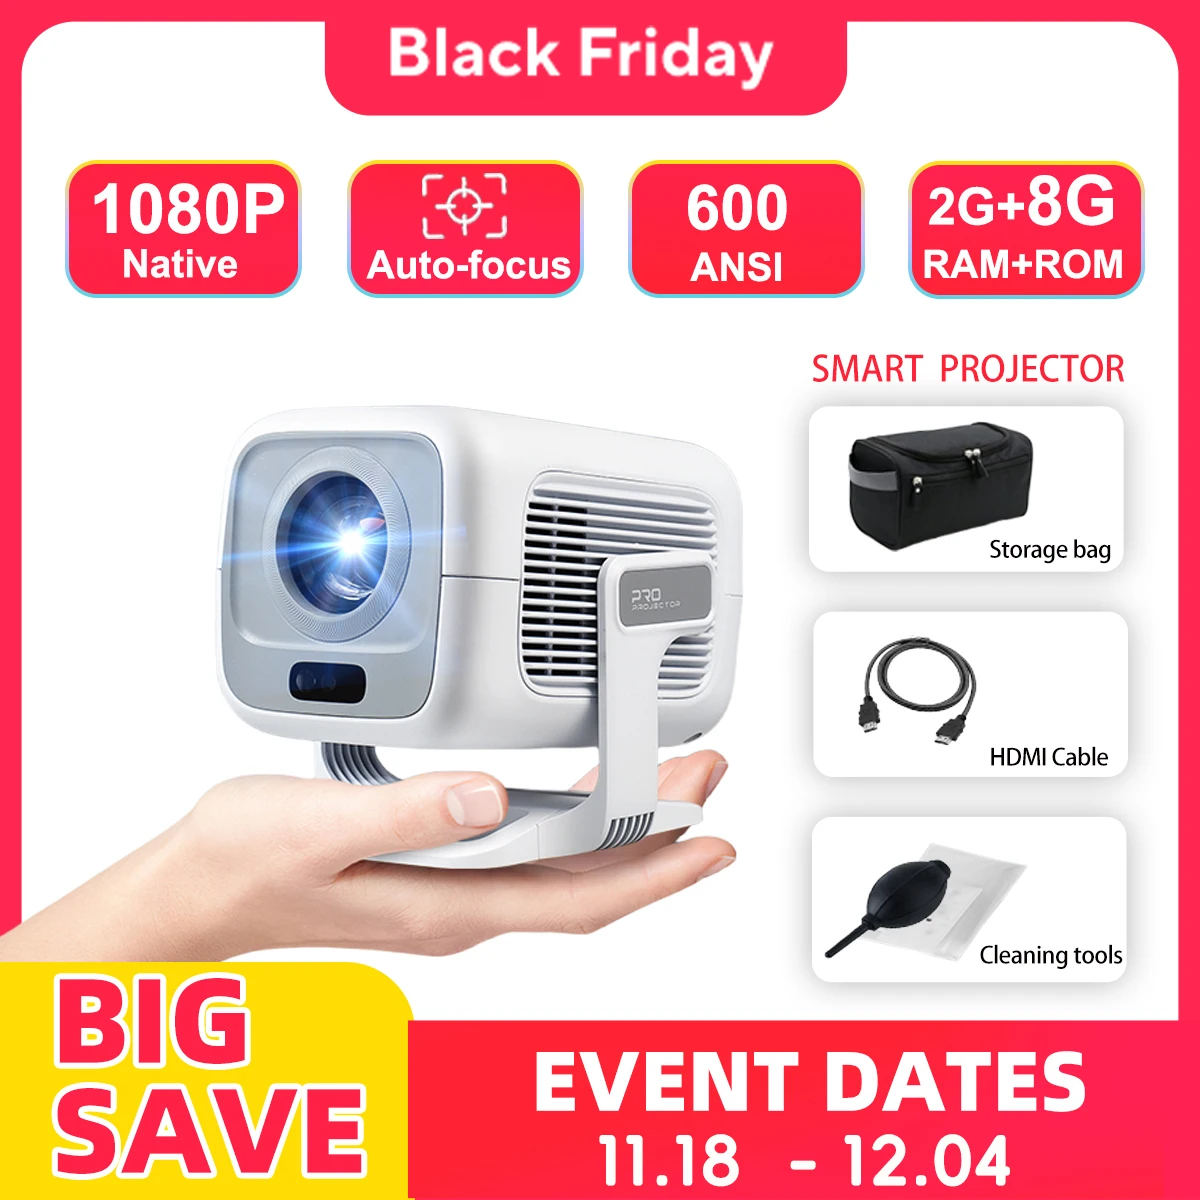 Black Friday
1080P
Native
Auto-focus
600
ANSI
2G+8G
RAM+ROM
SMART PROJECTOR
Storage bag
PRO
PROJECTOR
HDMI Cable
Cleaning tools
BIG
SAVE
EVENT DATES
11.18 - 12.04